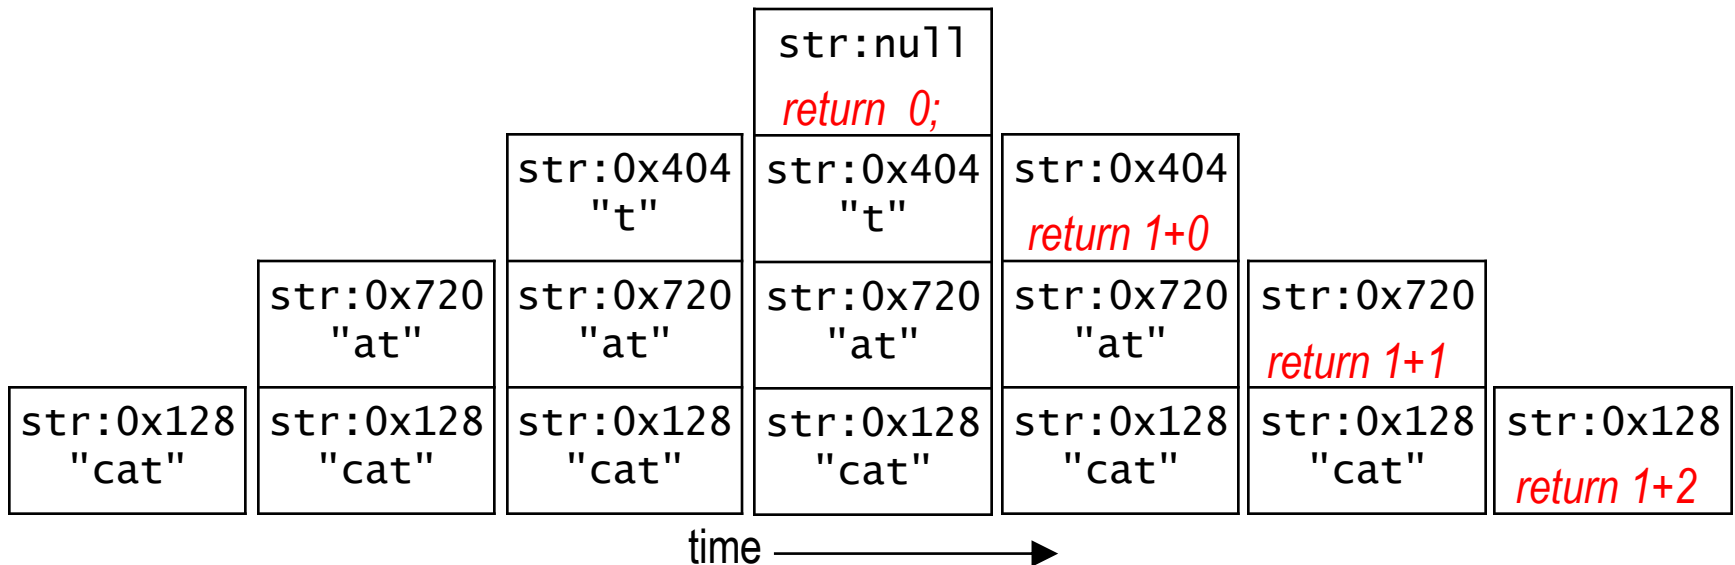 str:null
return 0;
str:0x404
"t"
str:0x404
"t"
str:0x404
return 1+0
str:0x720
"at"
str:0x720
"at"
str:0x720
"at"
str:0x720
"at"
str:0x720
return 1+1
str:0x128
"cat"
str:0x128
"cat"
str:0x128
"cat"
str:0x128
"cat"
str:0x128
"cat"
str:0x128
"cat"
str:0x128
return 1+2
time